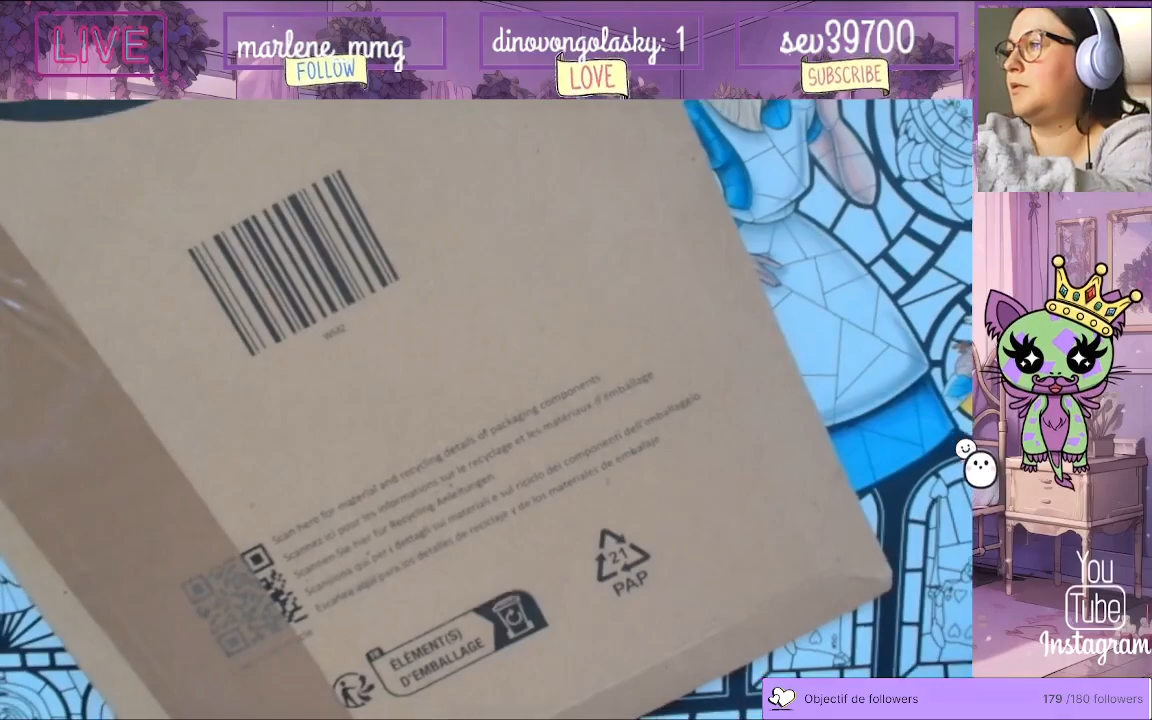 LIVE
marlene_mmg
FOLLOW
dinovongolasky: 1
LOVE
sev39700
SUBSCRIBE
W5A2
Scan here for material and recycling details of packaging components
Scannez ici pour les informations sur le recyclage et les matériaux d'emballage
Scannen Sie hier für Recycling Anleitungen
Scansiona qui per i dettagli sui materiali e sul riciclo dei componenti dell'imballaggio
Escanea aquí para los detalles de reciclaje y de los materiales de embalaje
21
PAP
FR
ÉLÉMENT(S)
D'EMBALLAGE
You
Tube
Instagram
Objectif de followers
179 /180 followers